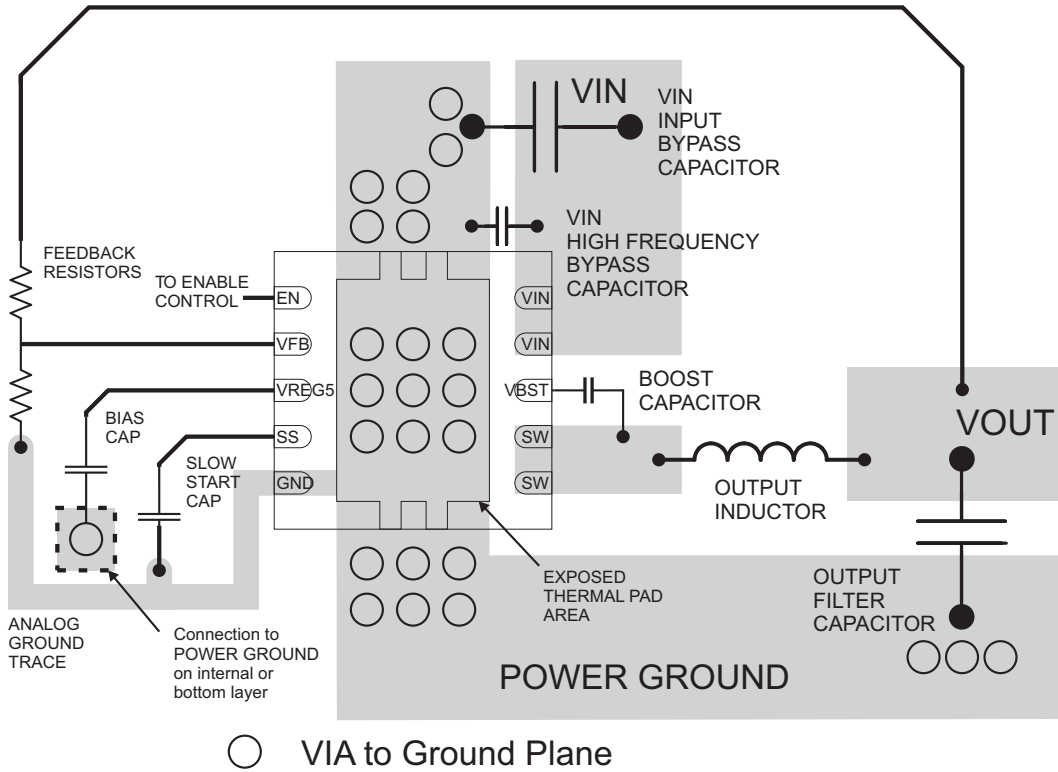 VIN
VIN
INPUT
BYPASS
CAPACITOR
VIN
HIGH FREQUENCY
BYPASS
CAPACITOR
FEEDBACK
RESISTORS
TO ENABLE
CONTROL
EN
VFB
VREG5
SS
GND
VIN
VIN
VBST
SW
SW
BOOST
CAPACITOR
BIAS
CAP
SLOW
START
CAP
VOUT
OUTPUT
INDUCTOR
EXPOSED
THERMAL PAD
AREA
OUTPUT
FILTER
CAPACITOR
ANALOG
GROUND
TRACE
Connection to
POWER GROUND
on internal or
bottom layer
POWER GROUND
VIA to Ground Plane